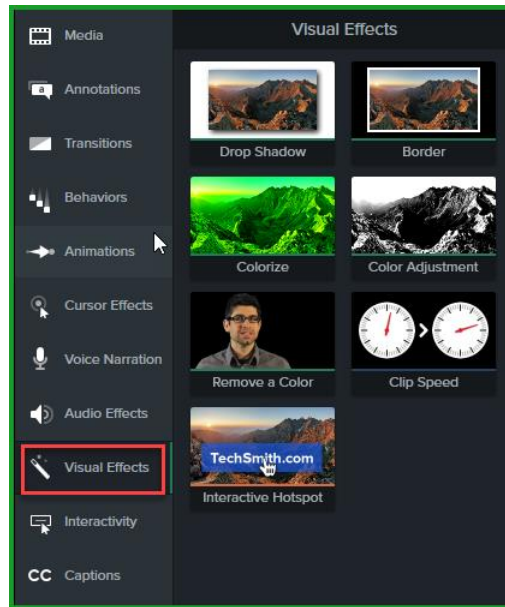 Media
Annotations
Transitions
Behaviors
Animations
Cursor Effects
Voice Narration
Audio Effects
Visual Effects
Interactivity
CC Captions
Visual Effects
Drop Shadow
Border
Colorize
Color Adjustment
Remove a Color
Clip Speed
TechSmith.com
Interactive Hotspot